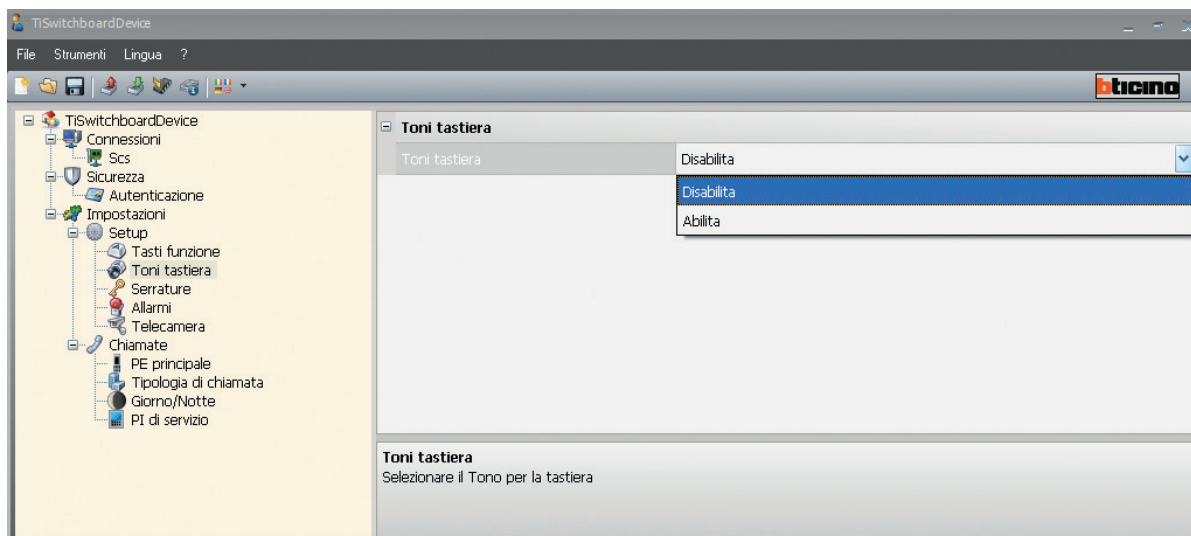 TiSwitchboardDevice
File Strumenti Lingua ?
bticino
TiSwitchboardDevice
Connessioni
Scs
Sicurezza
Autenticazione
Impostazioni
Setup
Tasti funzione
Toni tastiera
Serrature
Allarmi
Telecamera
Chiamate
PE principale
Tipologia di chiamata
Giorno/Notte
PI di servizio
Toni tastiera
Toni tastiera Disabilita
Disabilita
Abilita
Toni tastiera
Selezionare il Tono per la tastiera